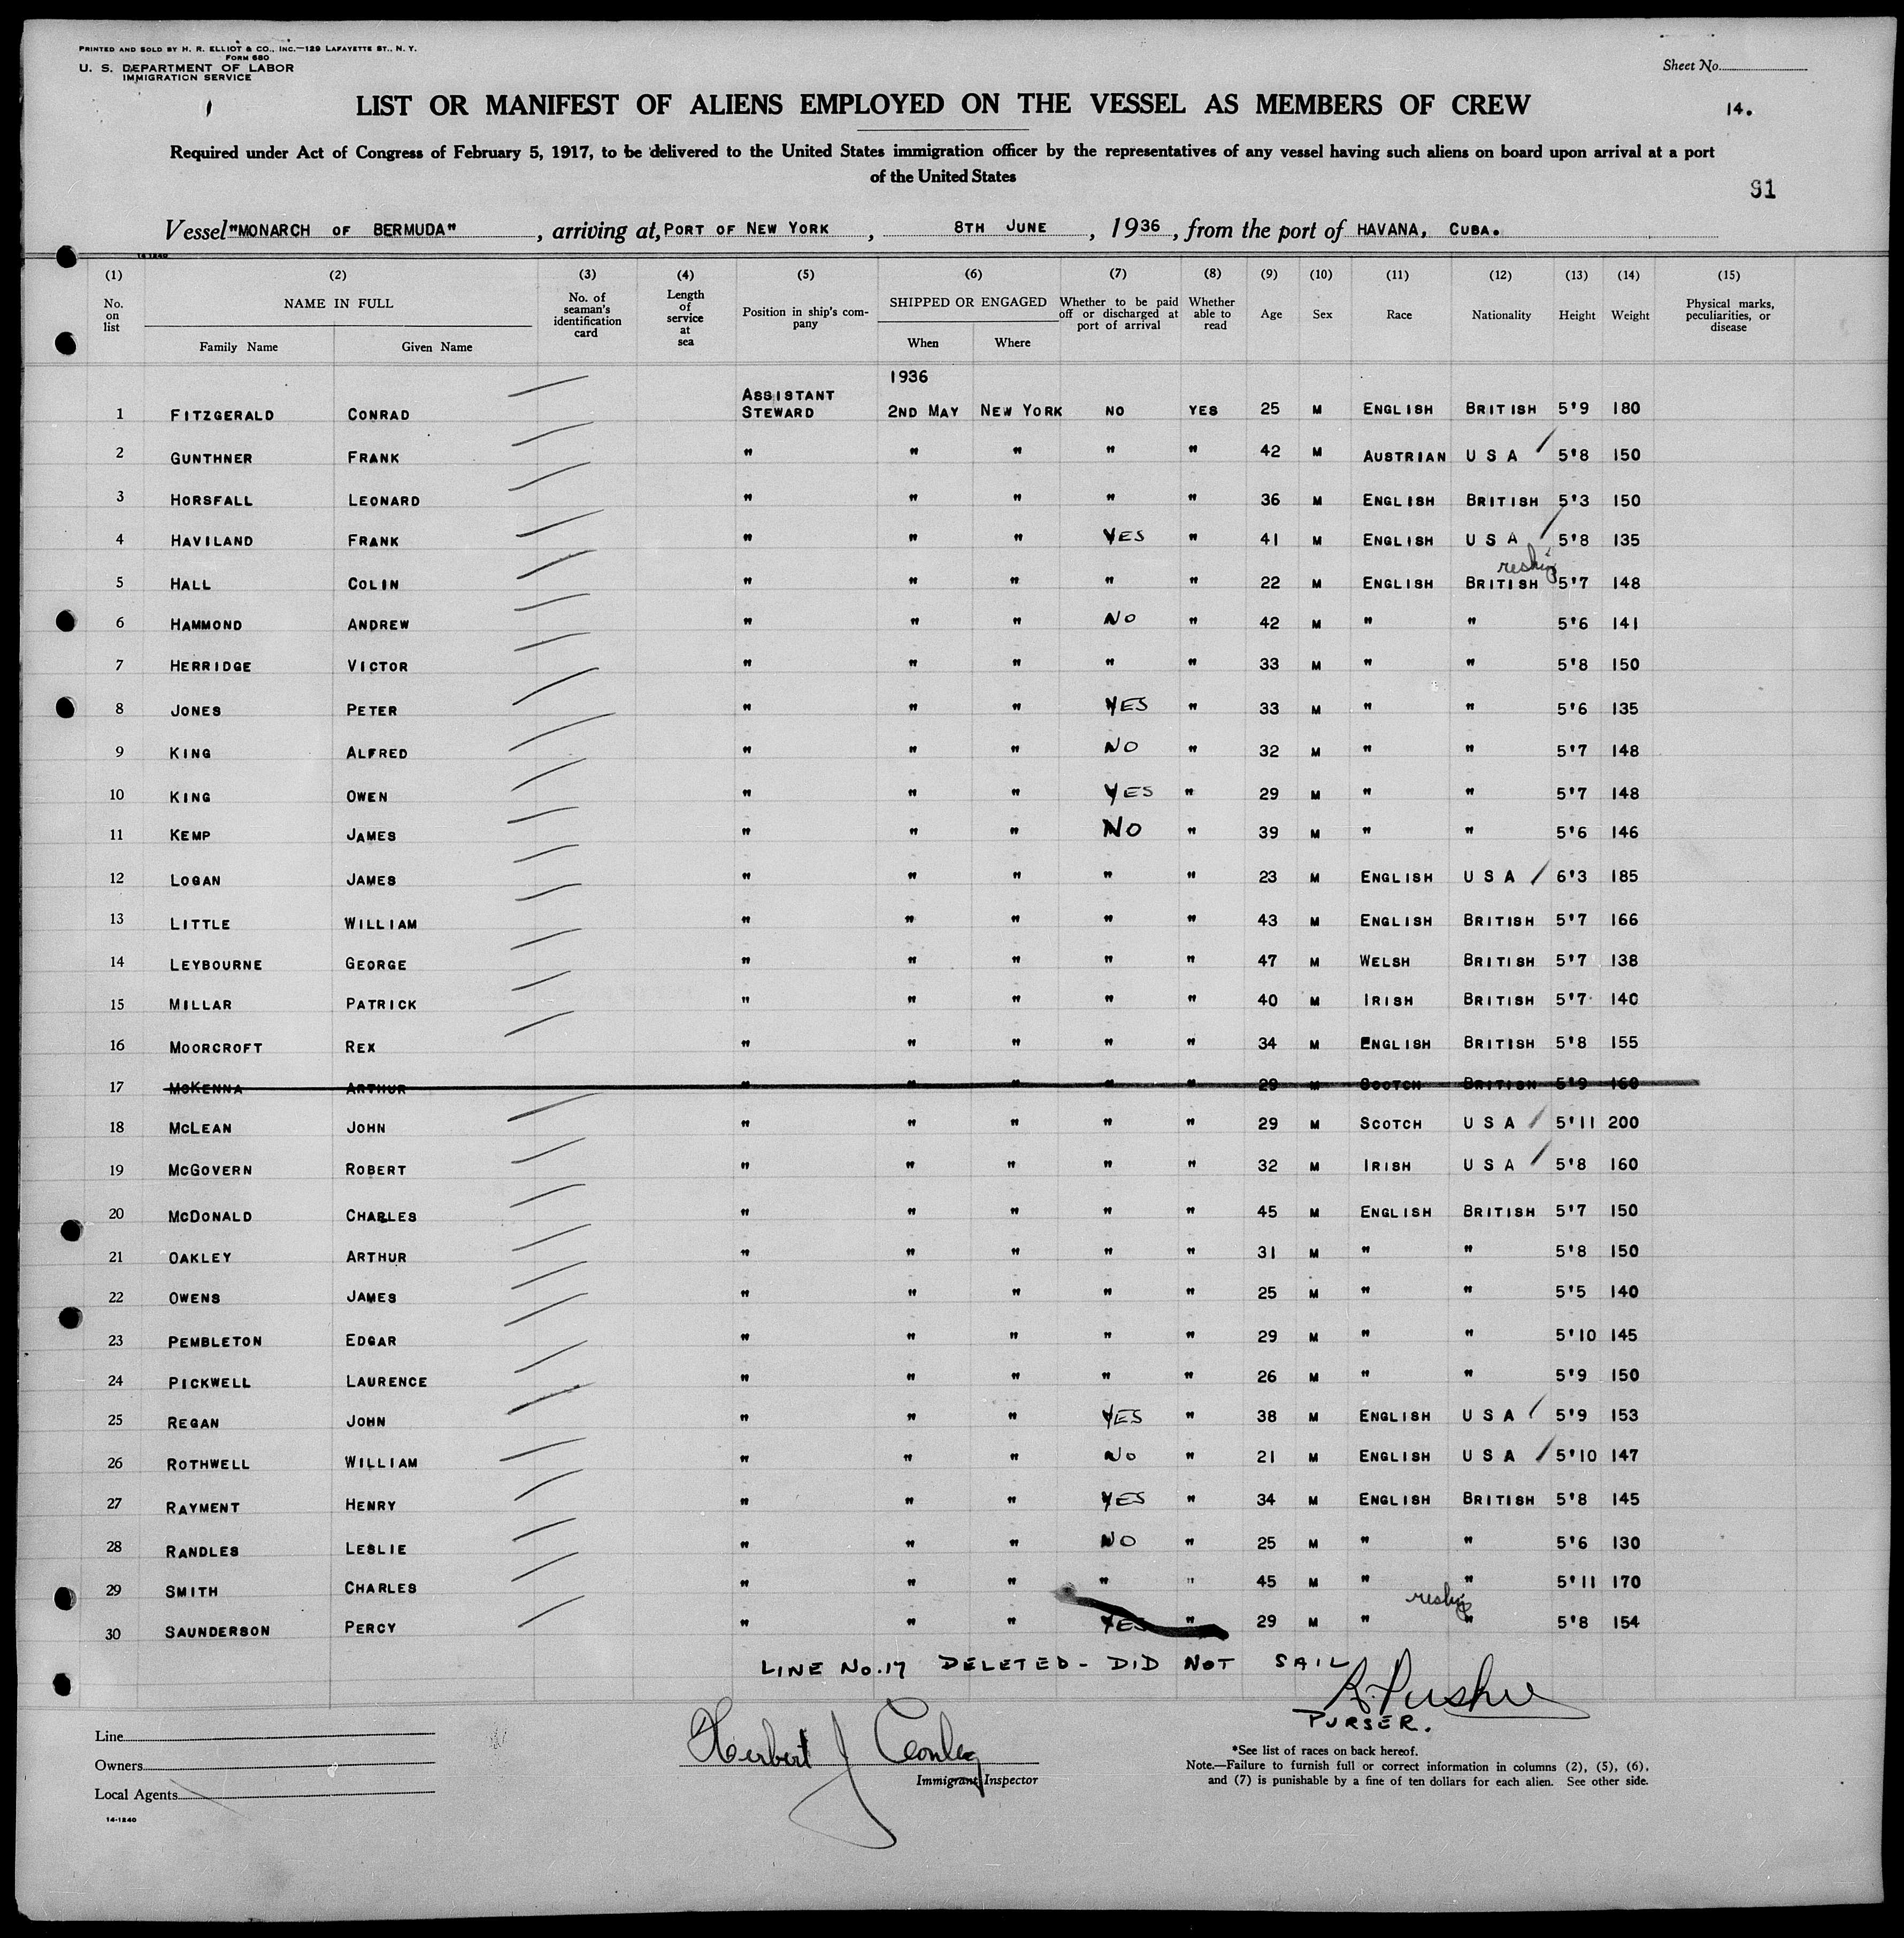 PRINTED AND SOLD BY H. R. ELLIOT & CO., INC.—129 LAFAYETTE ST., N. Y.
FORM 680
U. S. DEPARTMENT OF LABOR
IMMIGRATION SERVICE
Sheet No.
LIST OR MANIFEST OF ALIENS EMPLOYED ON THE VESSEL AS MEMBERS OF CREW
14.
Required under Act of Congress of February 5, 1917, to be delivered to the United States immigration officer by the representatives of any vessel having such aliens on board upon arrival at a port
of the United States
91
Vessel "MONARCH OF BERMUDA", arriving at, PORT OF NEW YORK, 8TH JUNE, 1936, from the port of HAVANA, CUBA.
14-1240
(1) (2) (3) (4) (5) (6) (7) (8) (9) (10) (11) (12) (13) (14) (15)
No. on list NAME IN FULL Family Name Given Name No. of seaman's identification card Length of service at sea Position in ship's company SHIPPED OR ENGAGED When Where Whether to be paid off or discharged at port of arrival Whether able to read Age Sex Race Nationality Height Weight Physical marks, peculiarities, or disease
1936
1 FITZGERALD CONRAD ASSISTANT STEWARD 2ND MAY NEW YORK NO YES 25 M ENGLISH BRITISH 5'9 180
2 GUNTHNER FRANK " " " " " 42 M AUSTRIAN U S A 5'8 150
3 HORSFALL LEONARD " " " " " 36 M ENGLISH BRITISH 5'3 150
4 HAVILAND FRANK " " " YES " 41 M ENGLISH U S A 5'8 135
reship
5 HALL COLIN " " " " " 22 M ENGLISH BRITISH 5'7 148
6 HAMMOND ANDREW " " " NO " 42 M " " 5'6 141
7 HERRIDGE VICTOR " " " " " 33 M " " 5'8 150
8 JONES PETER " " " YES " 33 M " " 5'6 135
9 KING ALFRED " " " NO " 32 M " " 5'7 148
10 KING OWEN " " " YES " 29 M " " 5'7 148
11 KEMP JAMES " " " NO " 39 M " " 5'6 146
12 LOGAN JAMES " " " " " 23 M ENGLISH U S A 6'3 185
13 LITTLE WILLIAM " " " " " 43 M ENGLISH BRITISH 5'7 166
14 LEYBOURNE GEORGE " " " " " 47 M WELSH BRITISH 5'7 138
15 MILLAR PATRICK " " " " " 40 M IRISH BRITISH 5'7 140
16 MOORCROFT REX " " " " " 34 M ENGLISH BRITISH 5'8 155
17 MCKENNA ARTHUR " " " " " 29 M SCOTCH BRITISH 5'9 160
18 MCLEAN JOHN " " " " " 29 M SCOTCH U S A 5'11 200
19 MCGOVERN ROBERT " " " " " 32 M IRISH U S A 5'8 160
20 MCDONALD CHARLES " " " " " 45 M ENGLISH BRITISH 5'7 150
21 OAKLEY ARTHUR " " " " " 31 M " " 5'8 150
22 OWENS JAMES " " " " " 25 M " " 5'5 140
23 PEMBLETON EDGAR " " " " " 29 M " " 5'10 145
24 PICKWELL LAURENCE " " " " " 26 M " " 5'9 150
25 REGAN JOHN " " " YES " 38 M ENGLISH U S A 5'9 153
26 ROTHWELL WILLIAM " " " NO " 21 M ENGLISH U S A 5'10 147
27 RAYMENT HENRY " " " YES " 34 M ENGLISH BRITISH 5'8 145
28 RANDLES LESLIE " " " NO " 25 M " " 5'6 130
29 SMITH CHARLES " " " " " 45 M " " 5'11 170
reship
30 SAUNDERSON PERCY " " " YES " 29 M " " 5'8 154
LINE NO. 17 DELETED - DID NOT SAIL
PURSER.
Line
Owners
Local Agents
14-1240
Herbert J Conley
Immigrant Inspector
*See list of races on back hereof.
Note.—Failure to furnish full or correct information in columns (2), (5), (6),
and (7) is punishable by a fine of ten dollars for each alien. See other side.